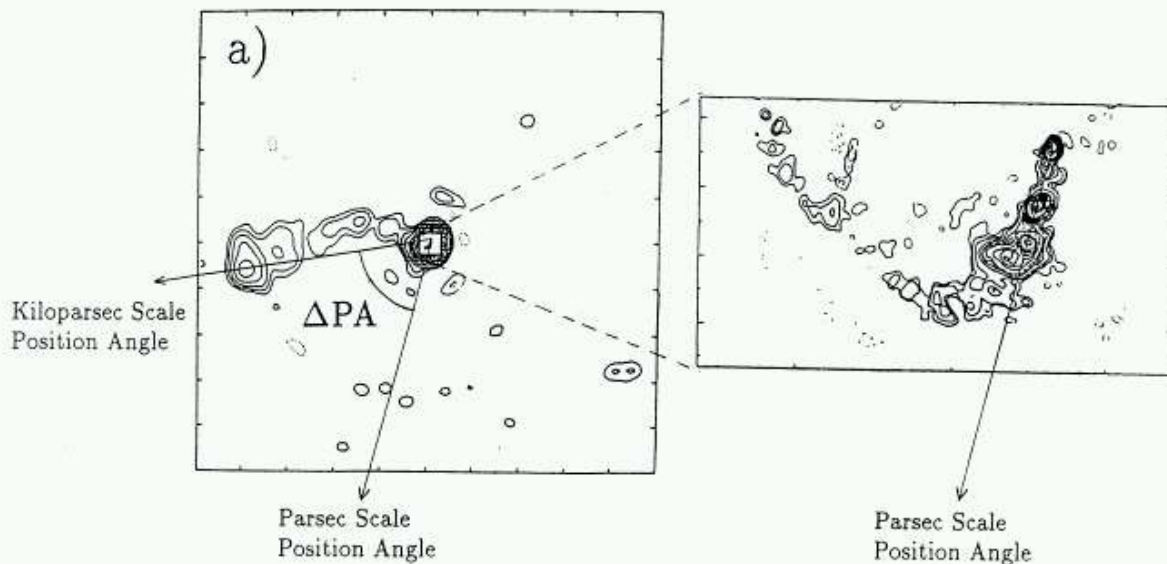 a)
Kiloparsec Scale
Position Angle
ΔPA
Parsec Scale
Position Angle
Parsec Scale
Position Angle